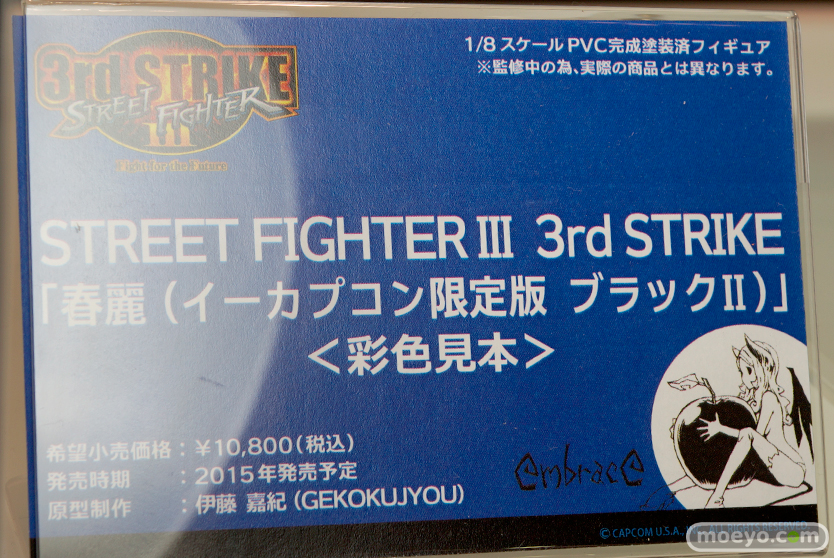 3rd STRIKE
STREET FIGHTER
III
Fight for the Future
1/8 スケール PVC完成塗装済フィギュア
※監修中の為、実際の商品とは異なります。
STREET FIGHTER III 3rd STRIKE
「春麗(イーカプコン限定版 ブラックII)」
<彩色見本>
希望小売価格:¥10,800(税込)
発売時期 :2015年発売予定
原型制作 :伊藤 嘉紀(GEKOKUJYOU)
embrace
©CAPCOM U.S.A.
moeyo.com